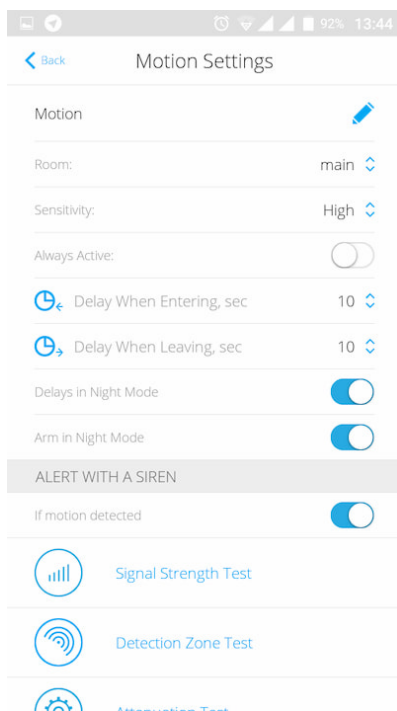 92% 13:44
Back Motion Settings
Motion
Room: main
Sensitivity: High
Always Active:
Delay When Entering, sec 10
Delay When Leaving, sec 10
Delays in Night Mode
Arm in Night Mode
ALERT WITH A SIREN
If motion detected
Signal Strength Test
Detection Zone Test
Attenuation Test